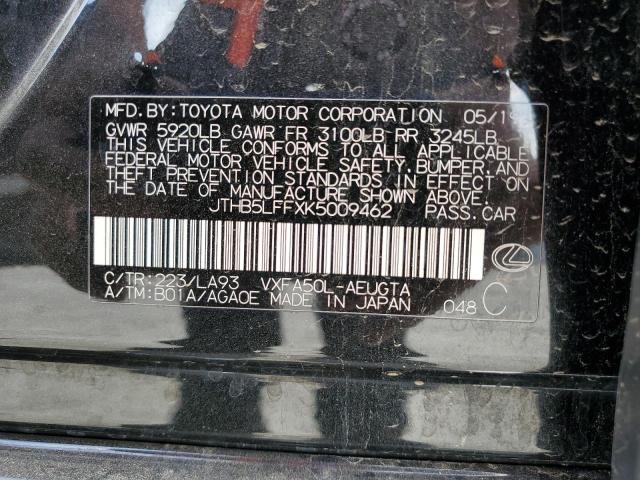 MFD.BY:TOYOTA MOTOR CORPORATION 05/19
GVWR 5920LB GAWR FR 3100LB RR 3245LB
THIS VEHICLE CONFORMS TO ALL APPLICABLE
FEDERAL MOTOR VEHICLE SAFETY,BUMPER,AND
THEFT PREVENTION STANDARDS IN EFFECT ON
THE DATE OF MANUFACTURE SHOWN ABOVE.
JTHB5LFFXK5009462 PASS.CAR
C/TR:223/LA93 VXFA50L-AEUGTA
A/TM:B01A/AGA0E MADE IN JAPAN 048 C